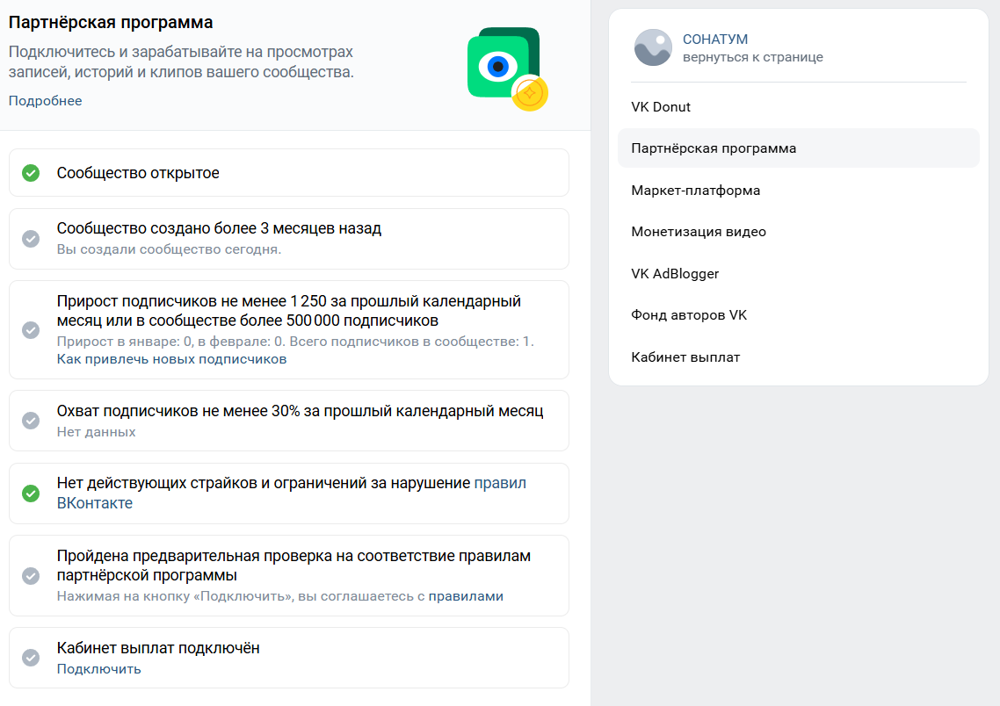 Партнёрская программа
Подключитесь и зарабатывайте на просмотрах
записей, историй и клипов вашего сообщества.
Подробнее
Сообщество открытое
Сообщество создано более 3 месяцев назад
Вы создали сообщество сегодня.
Прирост подписчиков не менее 1 250 за прошлый календарный
месяц или в сообществе более 500 000 подписчиков
Прирост в январе: 0, в феврале: 0. Всего подписчиков в сообществе: 1.
Как привлечь новых подписчиков
Охват подписчиков не менее 30% за прошлый календарный месяц
Нет данных
Нет действующих страйков и ограничений за нарушение правил
ВКонтакте
Пройдена предварительная проверка на соответствие правилам
партнёрской программы
Нажимая на кнопку «Подключить», вы соглашаетесь с правилами
Кабинет выплат подключён
Подключить
СОНАТУМ
вернуться к странице
VK Donut
Партнёрская программа
Маркет-платформа
Монетизация видео
VK AdBlogger
Фонд авторов VK
Кабинет выплат